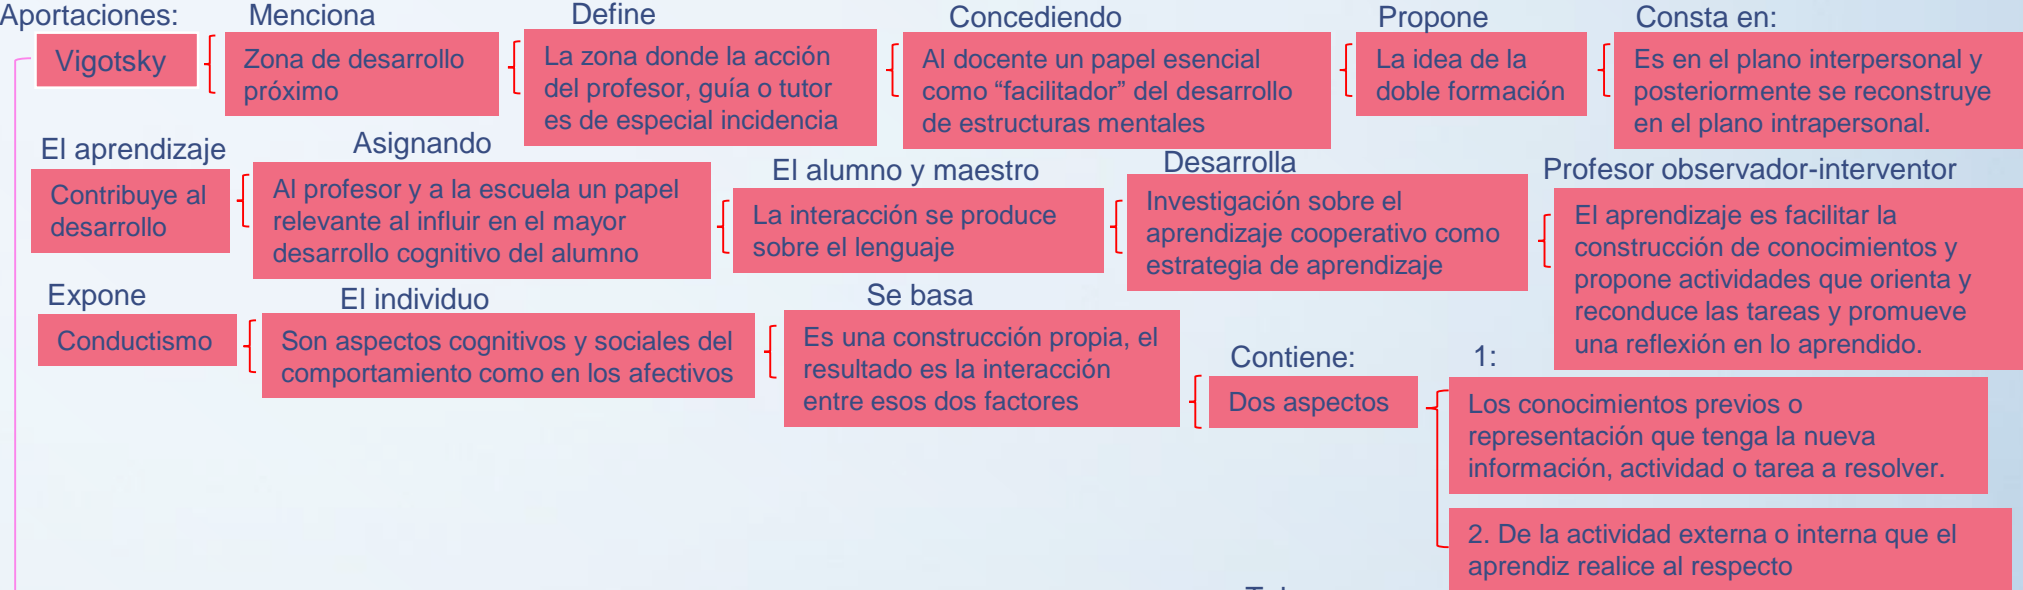 Aportaciones:
Menciona
Define
Concediendo
Propone
Consta en:
Vigotsky
Zona de desarrollo
próximo
La zona donde la acción
del profesor, guía o tutor
es de especial incidencia
Al docente un papel esencial
como “facilitador” del desarrollo
de estructuras mentales
La idea de la
doble formación
Es en el plano interpersonal y
posteriormente se reconstruye
en el plano intrapersonal.
El aprendizaje
Asignando
El alumno y maestro
Desarrolla
Profesor observador-interventor
Contribuye al
desarrollo
Al profesor y a la escuela un papel
relevante al influir en el mayor
desarrollo cognitivo del alumno
La interacción se produce
sobre el lenguaje
Investigación sobre el
aprendizaje cooperativo como
estrategia de aprendizaje
El aprendizaje es facilitar la
construcción de conocimientos y
propone actividades que orienta y
reconduce las tareas y promueve
una reflexión en lo aprendido.
Expone
El individuo
Se basa
Conductismo
Son aspectos cognitivos y sociales del
comportamiento como en los afectivos
Es una construcción propia, el
resultado es la interacción
entre esos dos factores
Contiene:
1:
Dos aspectos
Los conocimientos previos o
representación que tenga la nueva
información, actividad o tarea a resolver.
2. De la actividad externa o interna que el
aprendiz realice al respecto